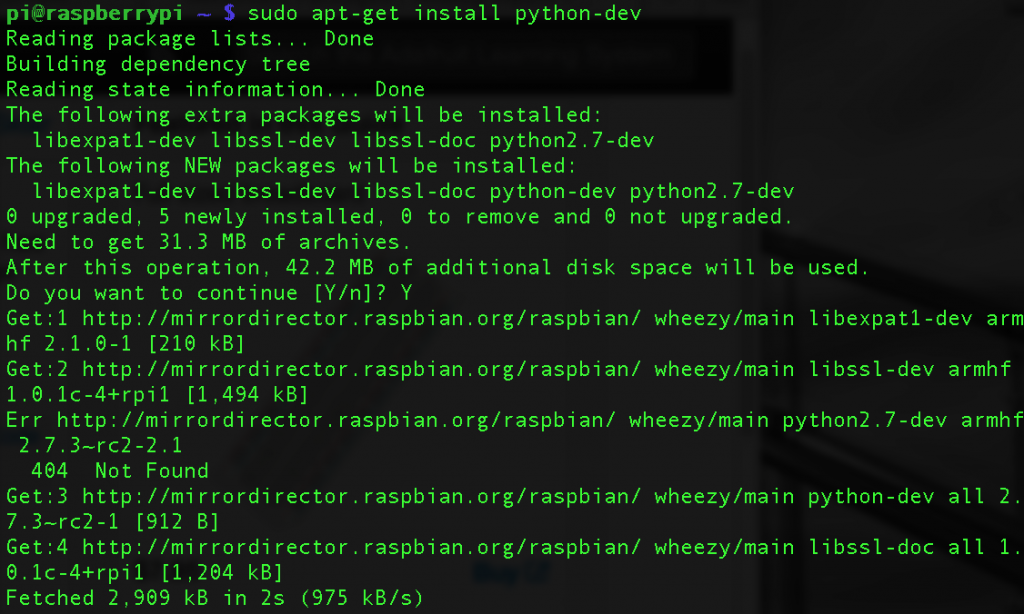 pi@raspberrypi ~ $ sudo apt-get install python-dev
Reading package lists... Done
Building dependency tree
Reading state information... Done
The following extra packages will be installed:
  libexpat1-dev libssl-dev libssl-doc python2.7-dev
The following NEW packages will be installed:
  libexpat1-dev libssl-dev libssl-doc python-dev python2.7-dev
0 upgraded, 5 newly installed, 0 to remove and 0 not upgraded.
Need to get 31.3 MB of archives.
After this operation, 42.2 MB of additional disk space will be used.
Do you want to continue [Y/n]? Y
Get:1 http://mirrordirector.raspbian.org/raspbian/ wheezy/main libexpat1-dev arm
hf 2.1.0-1 [210 kB]
Get:2 http://mirrordirector.raspbian.org/raspbian/ wheezy/main libssl-dev armhf
1.0.1c-4+rpi1 [1,494 kB]
Err http://mirrordirector.raspbian.org/raspbian/ wheezy/main python2.7-dev armhf
 2.7.3~rc2-2.1
  404  Not Found
Get:3 http://mirrordirector.raspbian.org/raspbian/ wheezy/main python-dev all 2.
7.3~rc2-1 [912 B]
Get:4 http://mirrordirector.raspbian.org/raspbian/ wheezy/main libssl-doc all 1.
0.1c-4+rpi1 [1,204 kB]
Fetched 2,909 kB in 2s (975 kB/s)